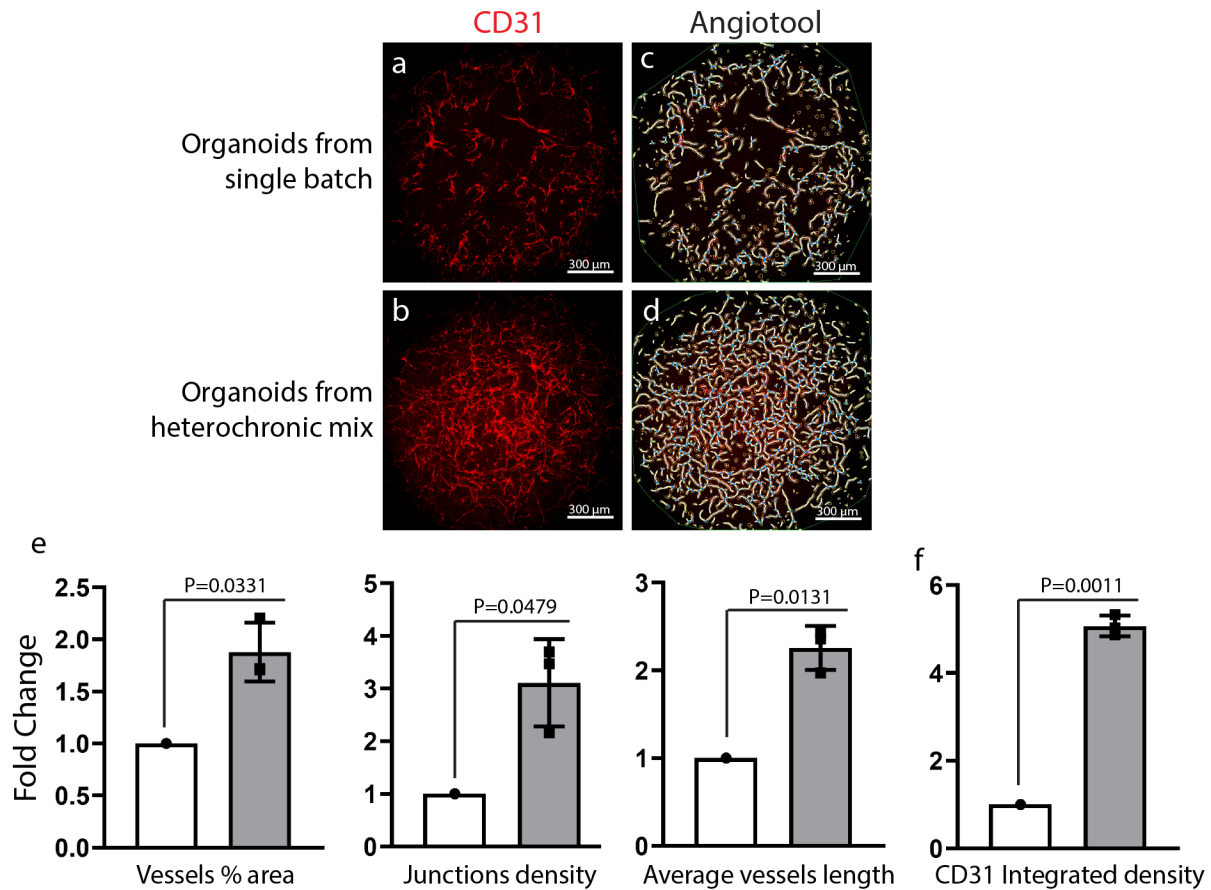 CD31
Angiotool
a
c
Organoids from
single batch
300 µm
300 µm
b
d
Organoids from
heterochronic mix
300 µm
300 µm
e
f
Fold Change
P=0.0331
2.5
2.0
1.5
1.0
0.5
0.0
Vessels % area
P=0.0479
5
4
3
2
1
0
Junctions density
P=0.0131
3
2
1
0
Average vessels length
P=0.0011
6
4
2
0
CD31 Integrated density